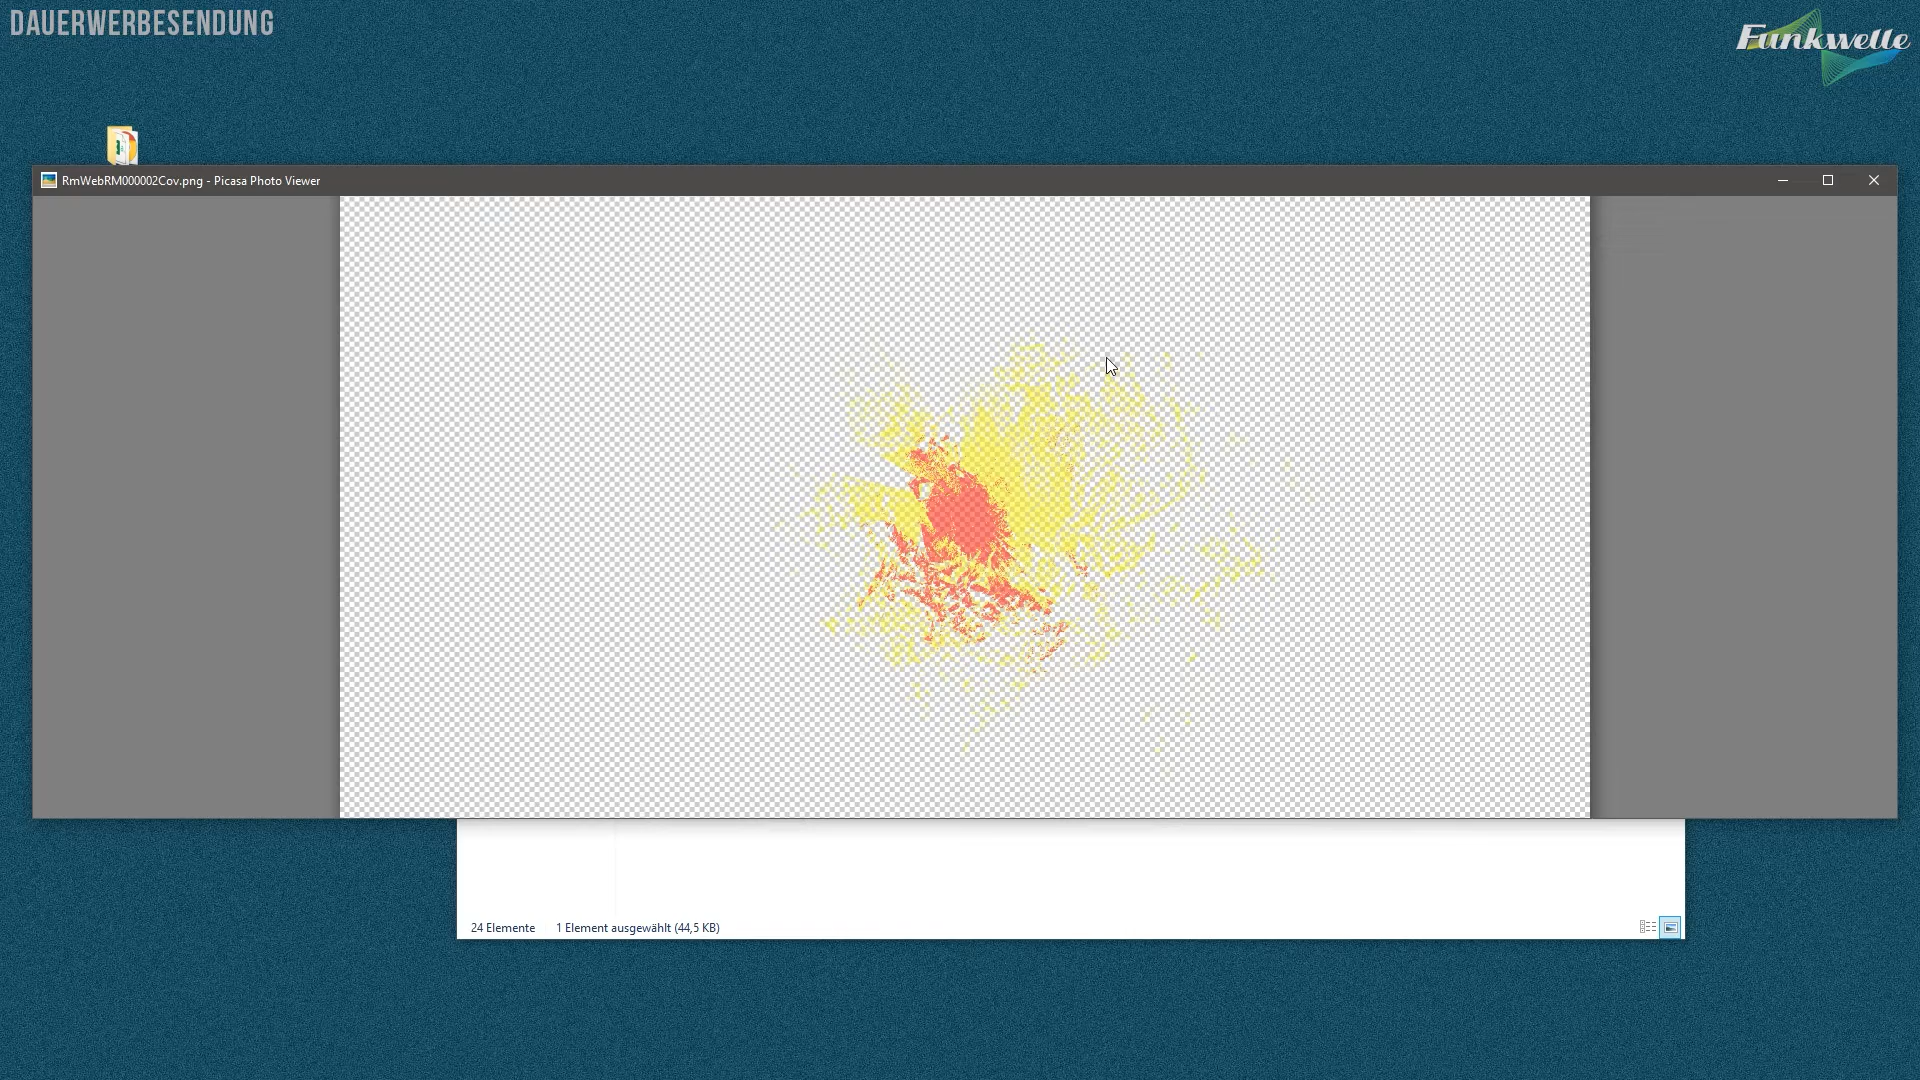 DAUERWERBESENDUNG
Funkwelle
RmWebRM000002Cov.png - Picasa Photo Viewer
24 Elemente 1 Element ausgewählt (44,5 KB)